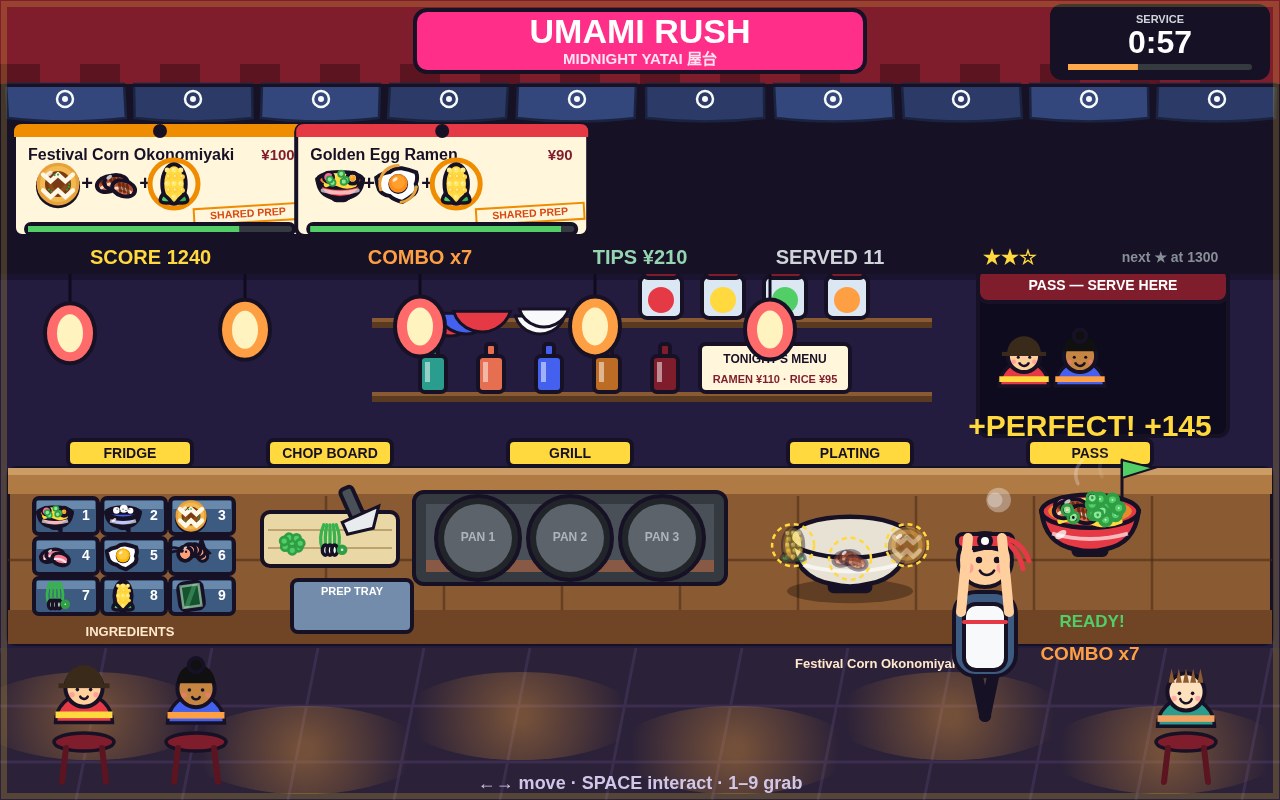 UMAMI RUSH
MIDNIGHT YATAI 屋台
SERVICE
0:57
Festival Corn Okonomiyaki ¥100
+ +
SHARED PREP
Golden Egg Ramen ¥90
+ +
SHARED PREP
SCORE 1240
COMBO x7
TIPS ¥210
SERVED 11
★★☆
next ★ at 1300
PASS — SERVE HERE
TONIGHT'S MENU
RAMEN ¥110 · RICE ¥95
+PERFECT! +145
FRIDGE
CHOP BOARD
GRILL
PLATING
PASS
1 2 3
4 5 6
7 8 9
INGREDIENTS
PREP TRAY
PAN 1
PAN 2
PAN 3
READY!
COMBO x7
Festival Corn Okonomiya
←→ move · SPACE interact · 1–9 grab